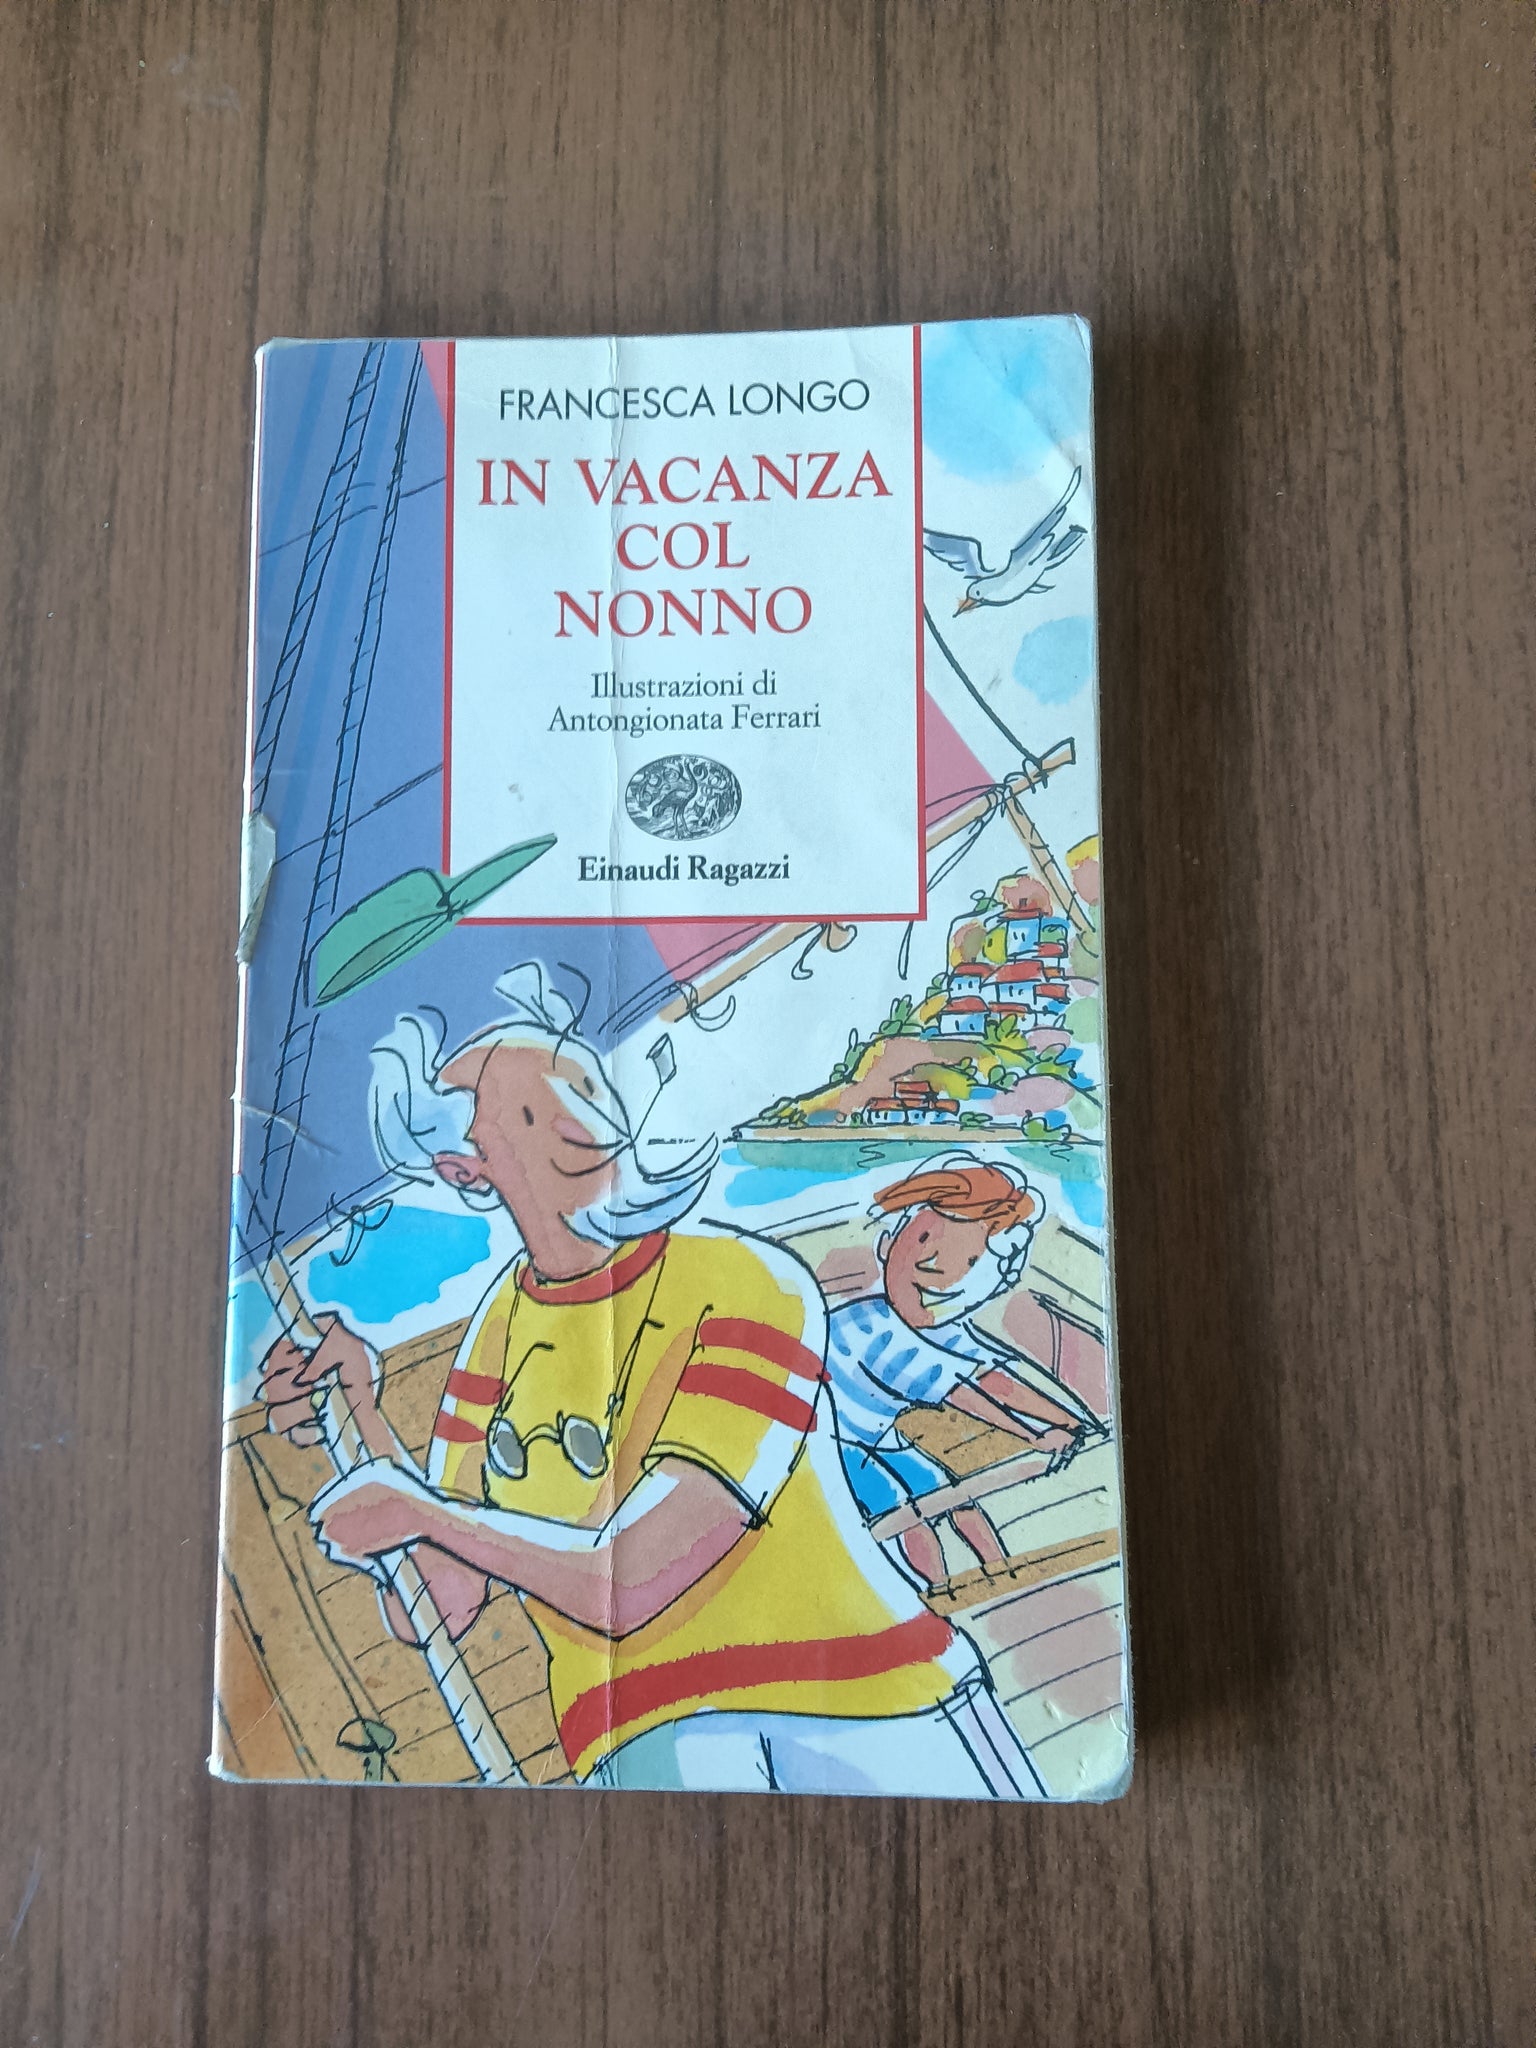 FRANCESCA LONGO
IN VACANZA
COL
NONNO
Illustrazioni di
Antongionata Ferrari
Einaudi Ragazzi